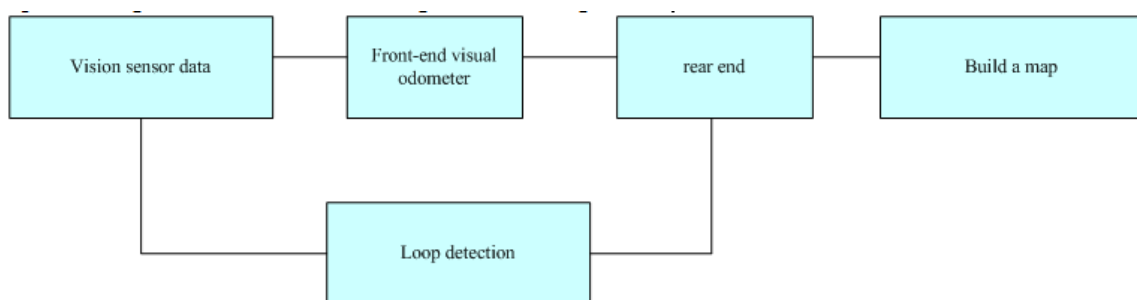 Vision sensor data
Front-end visual
odometer
rear end
Build a map
Loop detection